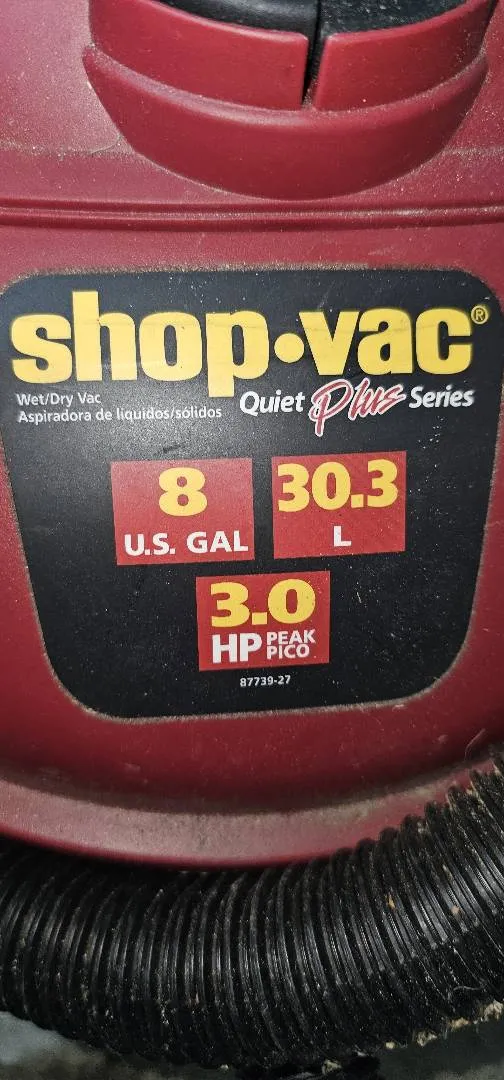 shop•vac®
Wet/Dry Vac
Aspiradora de líquidos/sólidos
Quiet Plus Series
8
U.S. GAL
30.3
L
3.0
HP PEAK
PICO
87739-27